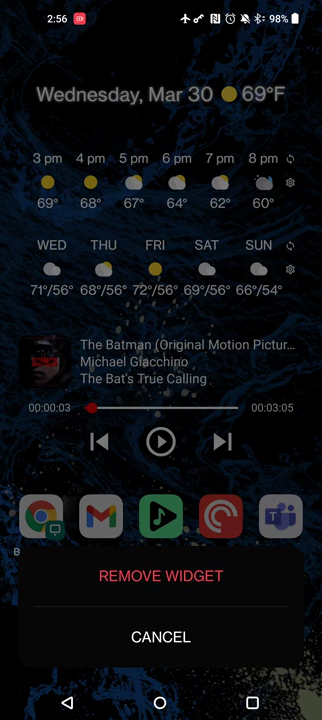 2:56
98%
Wednesday, Mar 30 69°F
3 pm 4 pm 5 pm 6 pm 7 pm 8 pm
69° 68° 67° 64° 62° 60°
WED THU FRI SAT SUN
71°/56° 68°/56° 72°/56° 69°/56° 66°/54°
The Batman (Original Motion Pictur...
Michael Giacchino
The Bat's True Calling
00:00:03 00:03:05
B
REMOVE WIDGET
CANCEL